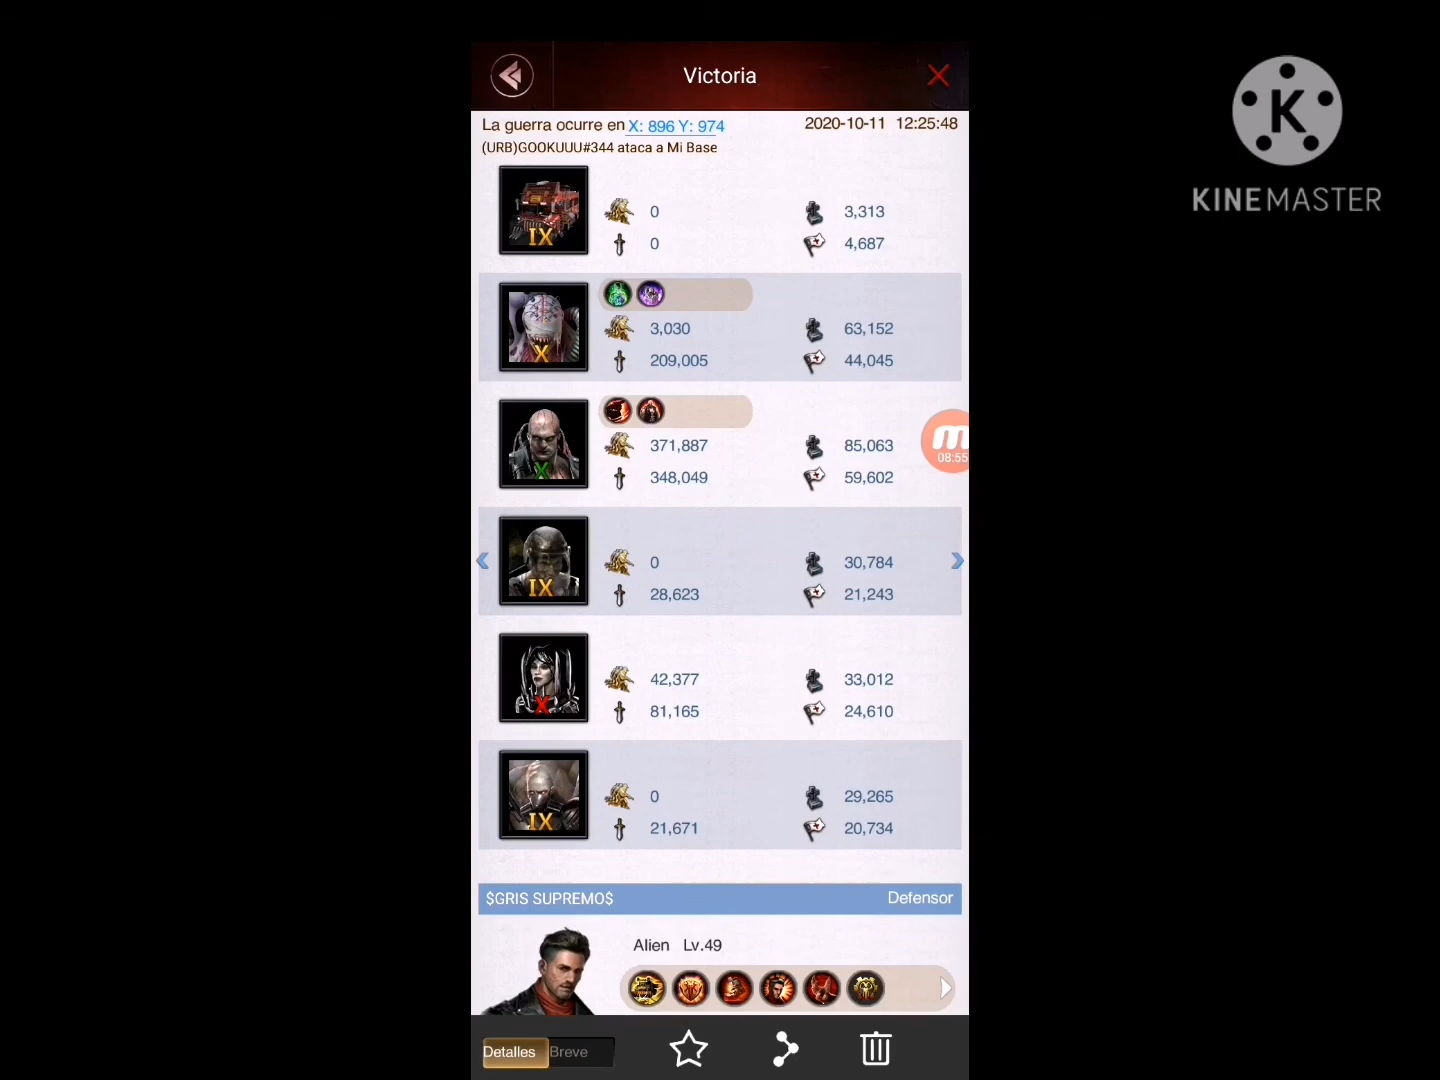 Victoria
La guerra ocurre en X: 896 Y: 974
2020-10-11 12:25:48
(URB)GOOKUUU#344 ataca a Mi Base
IX
0
3,313
0
4,687
X
3,030
63,152
209,005
44,045
X
371,887
85,063
348,049
59,602
IX
0
30,784
28,623
21,243
X
42,377
33,012
81,165
24,610
IX
0
29,265
21,671
20,734
$GRIS SUPREMO$
Defensor
Alien Lv.49
Detalles Breve
K
KINEMASTER
m
08:55